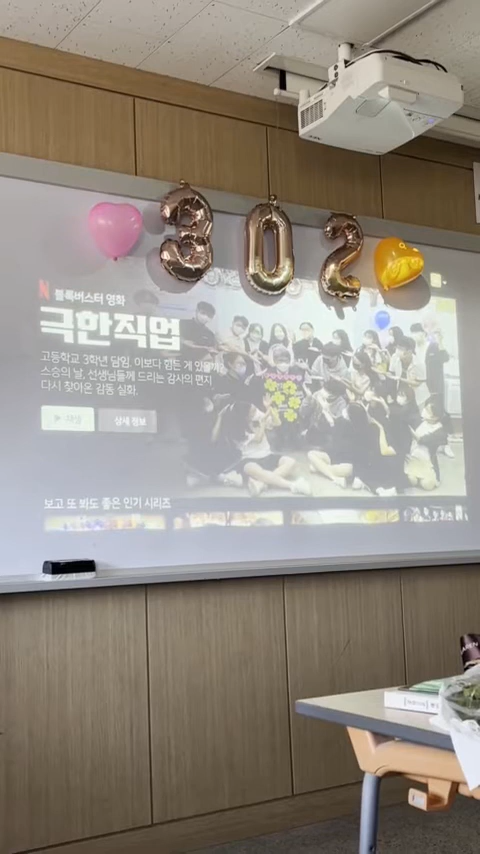 302
N 블록버스터 영화
극한직업
고등학교 3학년 담임, 이보다 힘든 게 있을까?
스승의 날, 선생님들께 드리는 감사의 편지
다시 찾아온 감동 실화.
▶ 재생 상세 정보
보고 또 봐도 좋은 인기 시리즈